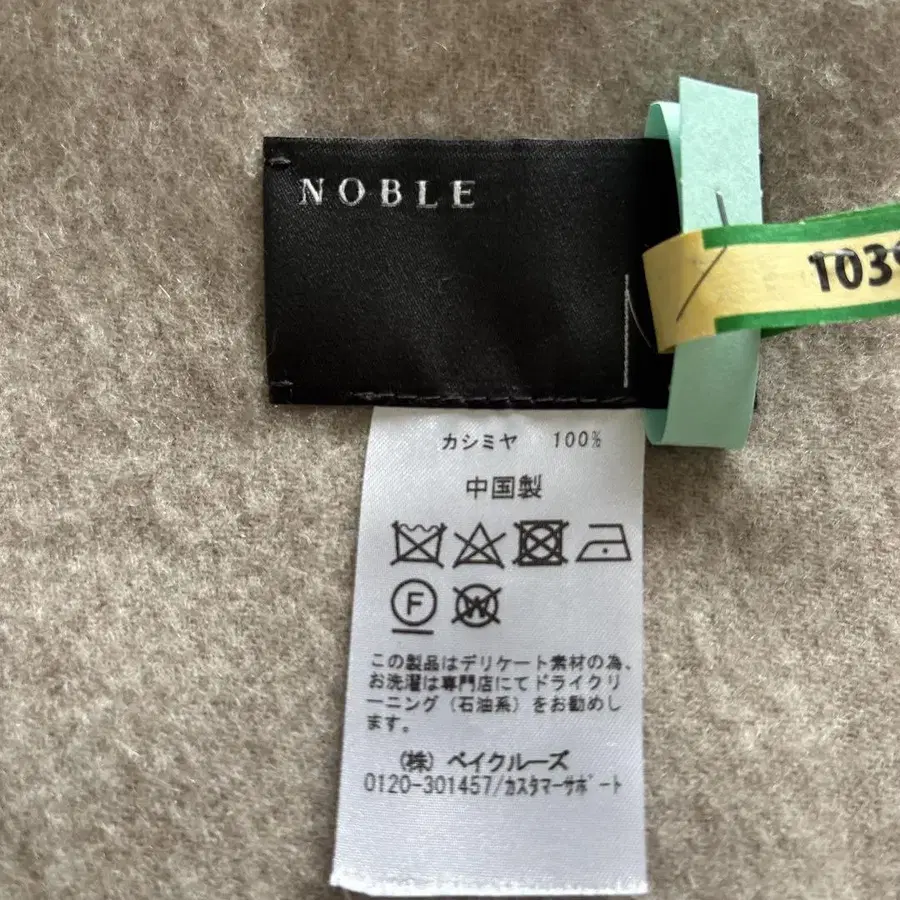 NOBLE
103
カシミヤ 100%
中国製
F
W
この製品はデリケート素材の為、
お洗濯は専門店にてドライクリ
ーニング（石油系）をお勧めし
ます。
（株）ベイクルーズ
0120-301457/カスタマーサポート